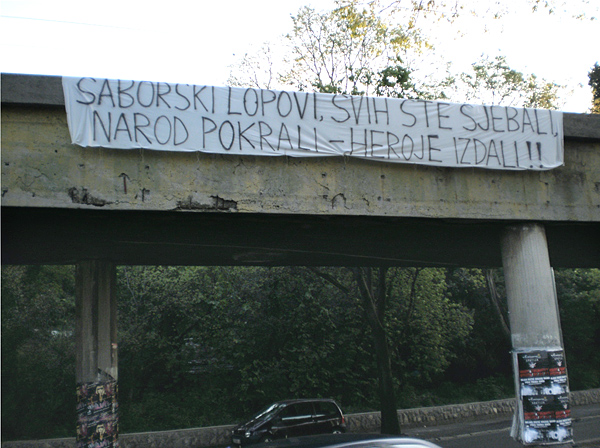 SABORSKI LOPOVI, SVIH STE SJEBALI,
NAROD POKRALI - HEROJE IZDALI!!